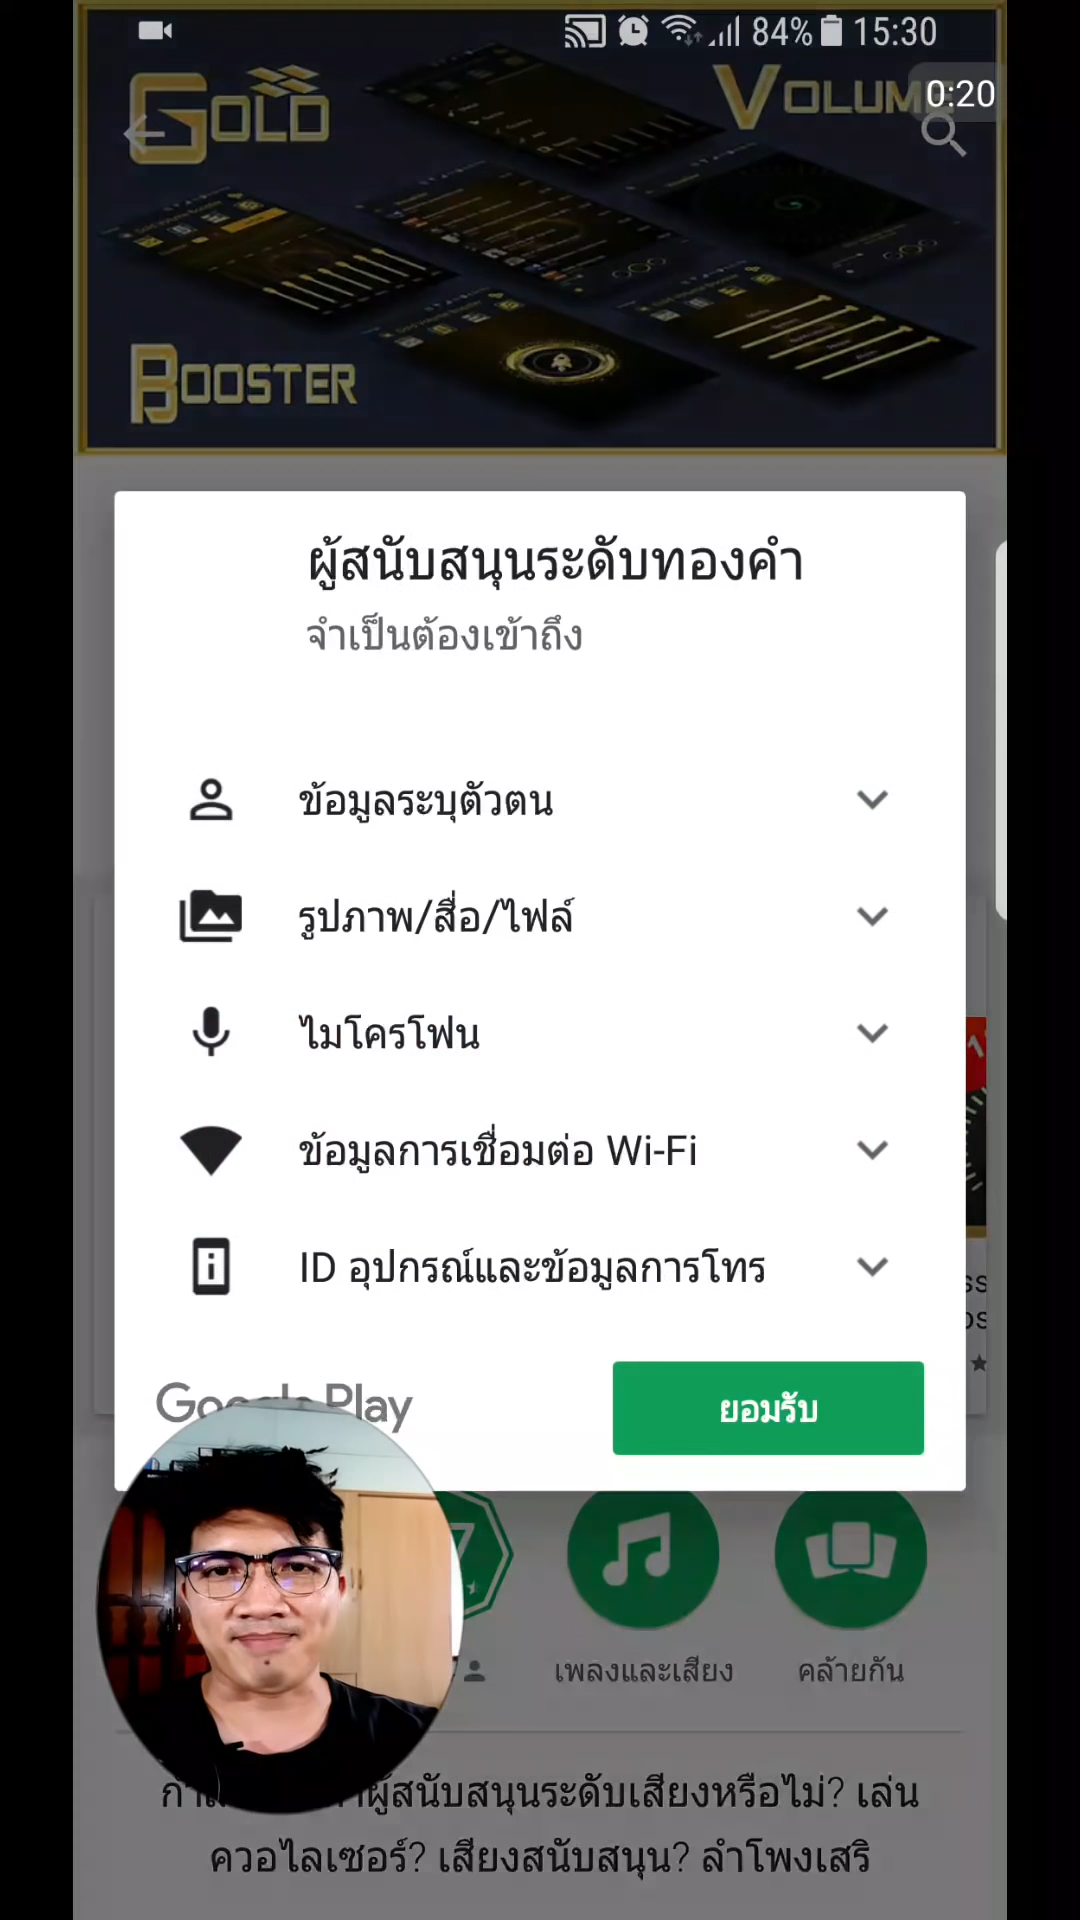 84% 15:30
0:20
GOLD
VOLUME
BOOSTER
ผู้สนับสนุนระดับทองคำ
จำเป็นต้องเข้าถึง
ข้อมูลระบุตัวตน
รูปภาพ/สื่อ/ไฟล์
ไมโครโฟน
ข้อมูลการเชื่อมต่อ Wi-Fi
ID อุปกรณ์และข้อมูลการโทร
Google Play
ยอมรับ
เพลงและเสียง
คล้ายกัน
ผู้สนับสนุนระดับเสียงหรือไม่? เล่น
ควอไลเซอร์? เสียงสนับสนุน? ลำโพงเสริ